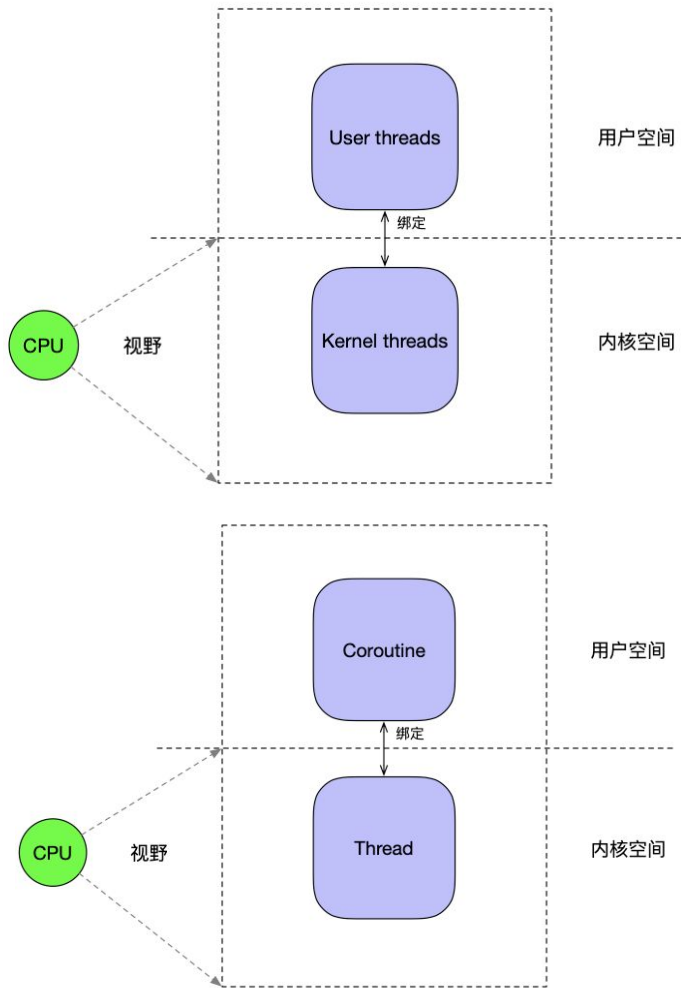 User threads
用户空间
绑定
CPU
视野
Kernel threads
内核空间
Coroutine
用户空间
绑定
CPU
视野
Thread
内核空间